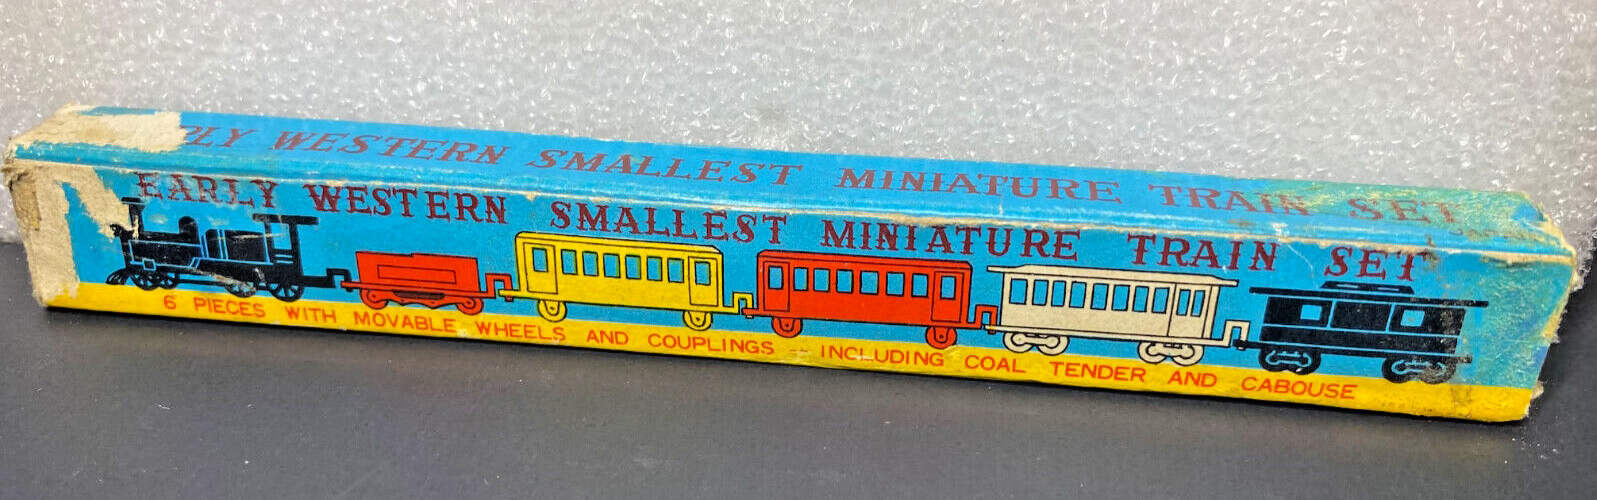 RLY WESTERN SMALLEST MINIATURE TRAIN SET
EARLY WESTERN SMALLEST MINIATURE TRAIN SET
6 PIECES WITH MOVABLE WHEELS AND COUPLINGS - INCLUDING COAL TENDER AND CABOUSE